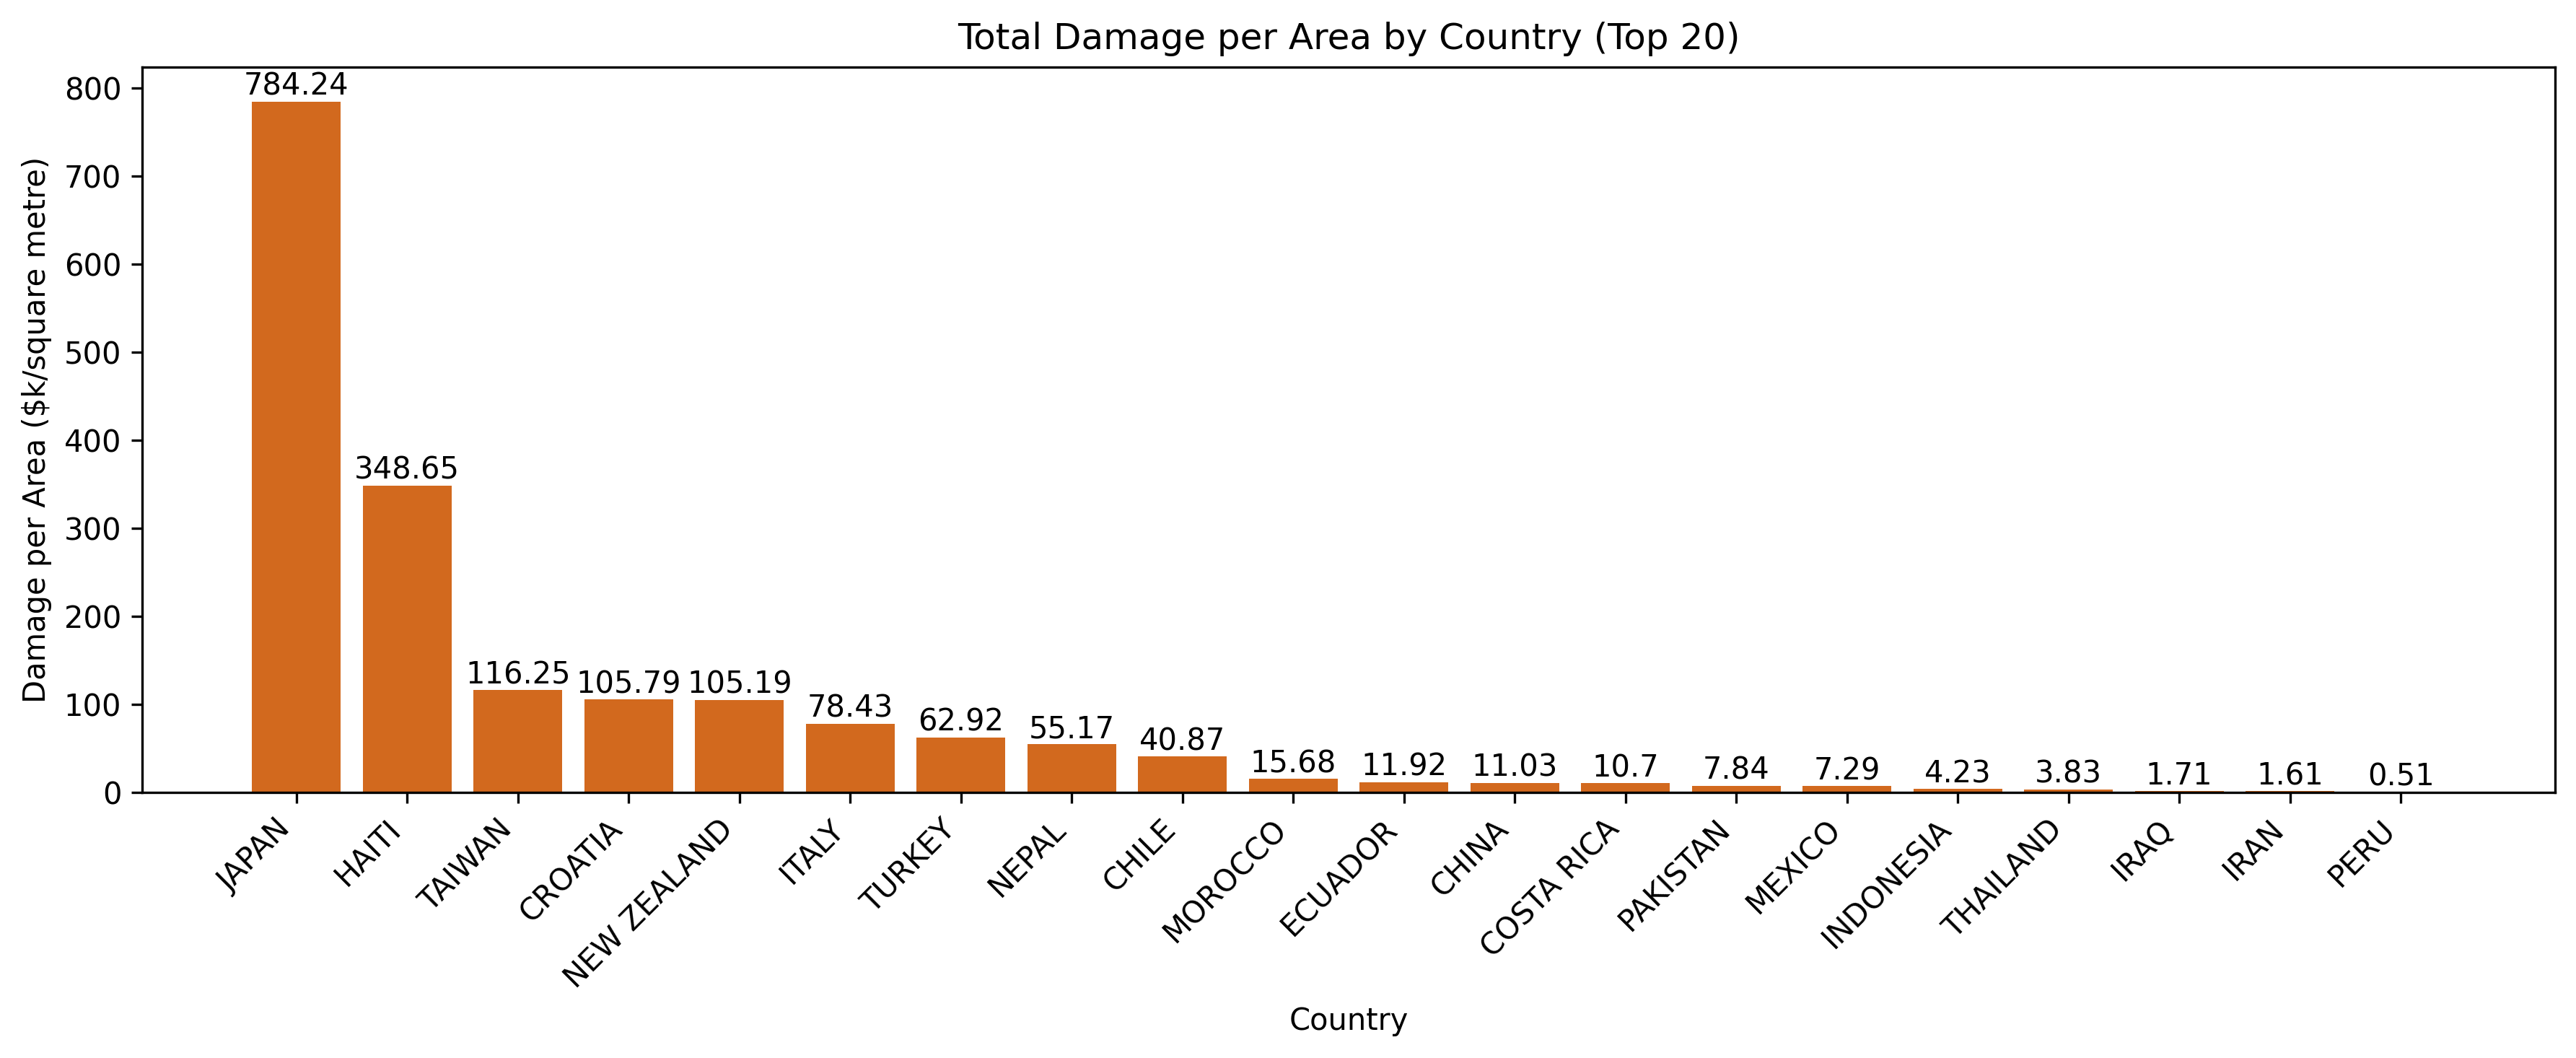 Total Damage per Area by Country (Top 20)
Damage per Area ($k/square metre)
800
700
600
500
400
300
200
100
0
784.24
348.65
116.25
105.79
105.19
78.43
62.92
55.17
40.87
15.68
11.92
11.03
10.7
7.84
7.29
4.23
3.83
1.71
1.61
0.51
JAPAN
HAITI
TAIWAN
CROATIA
NEW ZEALAND
ITALY
TURKEY
NEPAL
CHILE
MOROCCO
ECUADOR
CHINA
COSTA RICA
PAKISTAN
MEXICO
INDONESIA
THAILAND
IRAQ
IRAN
PERU
Country